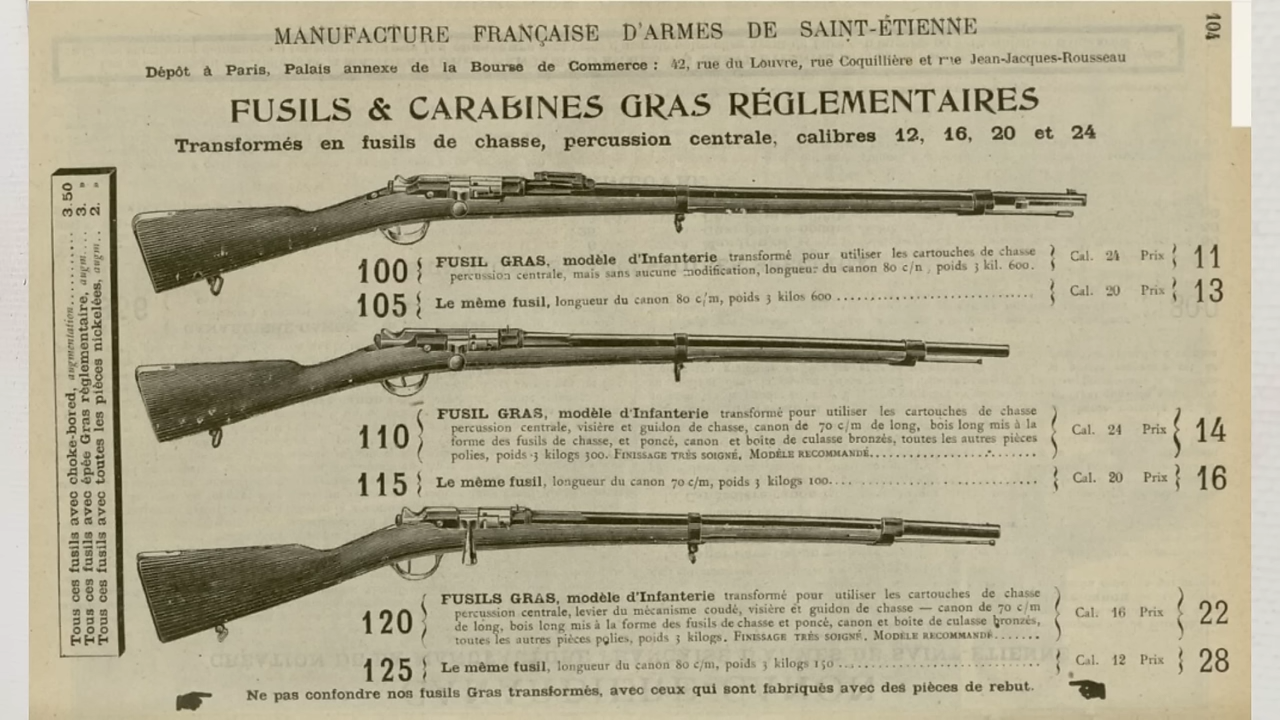 104
MANUFACTURE FRANÇAISE D'ARMES DE SAINT-ÉTIENNE
Dépôt à Paris, Palais annexe de la Bourse de Commerce : 42, rue du Louvre, rue Coquillière et rue Jean-Jacques-Rousseau
FUSILS & CARABINES GRAS RÉGLEMENTAIRES
Transformés en fusils de chasse, percussion centrale, calibres 12, 16, 20 et 24
Tous ces fusils avec choke-bored, augmentation........ 3.50
Tous ces fusils avec épée Gras réglementaire, augm... 3. »
Tous ces fusils avec toutes les pièces nickelées, augm.. 2. »
100 { FUSIL GRAS, modèle d'Infanterie transformé pour utiliser les cartouches de chasse } Cal. 24 Prix } 11
percussion centrale, mais sans aucune modification, longueur du canon 80 c/m, poids 3 kil. 600.
105 { Le même fusil, longueur du canon 80 c/m, poids 3 kilos 600 .......................... } Cal. 20 Prix } 13
110 { FUSIL GRAS, modèle d'Infanterie transformé pour utiliser les cartouches de chasse
percussion centrale, visière et guidon de chasse, canon de 70 c/m de long, bois long mis à la
forme des fusils de chasse, et poncé, canon et boite de culasse bronzés, toutes les autres pièces } Cal. 24 Prix { 14
polies, poids 3 kilogs 300. FINISSAGE TRÈS SOIGNÉ. MODÈLE RECOMMANDÉ......................
115 { Le même fusil, longueur du canon 70 c/m, poids 3 kilogs 100........................... } Cal. 20 Prix } 16
120 { FUSILS GRAS, modèle d'Infanterie transformé pour utiliser les cartouches de chasse
percussion centrale, levier du mécanisme coudé, visière et guidon de chasse — canon de 70 c/m } Cal. 16 Prix } 22
de long, bois long mis à la forme des fusils de chasse et poncé, canon et boite de culasse bronzés,
toutes les autres pièces polies, poids 3 kilogs. FINISSAGE TRÈS SOIGNÉ. MODÈLE RECOMMANDÉ.......
125 { Le même fusil, longueur du canon 80 c/m, poids 3 kilogs 150 .......................... } Cal. 12 Prix } 28
Ne pas confondre nos fusils Gras transformés, avec ceux qui sont fabriqués avec des pièces de rebut.